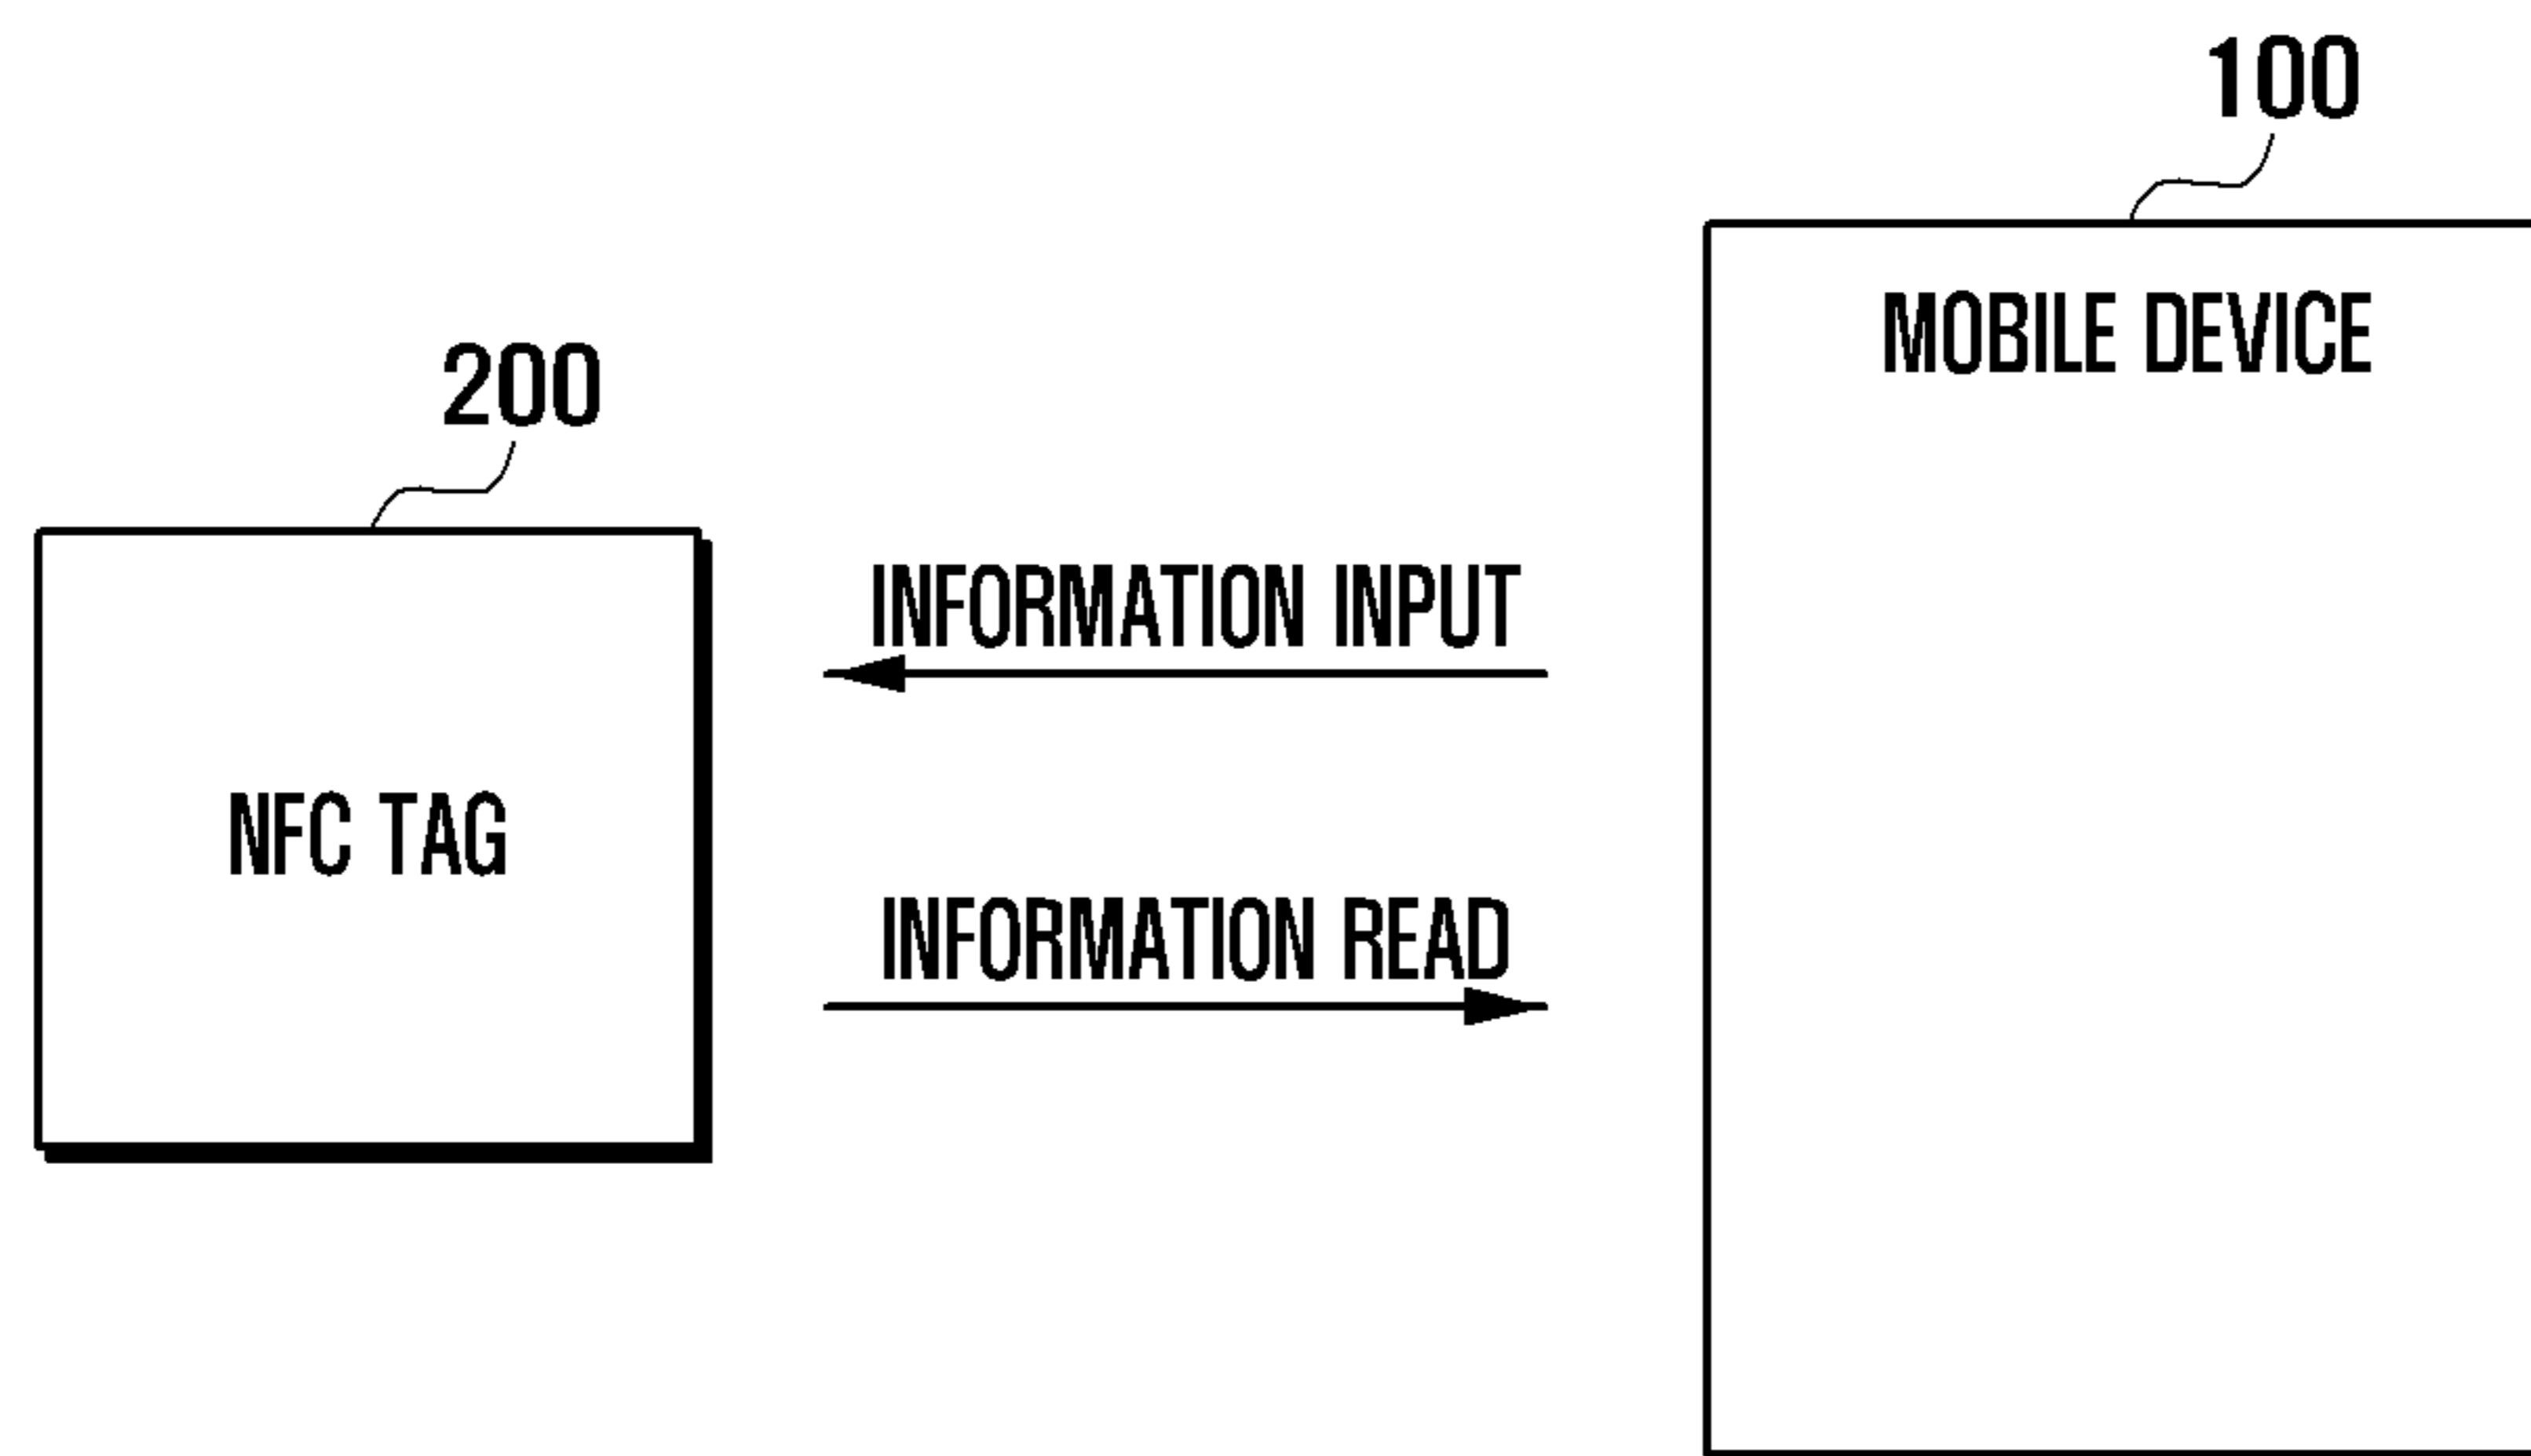 100
MOBILE DEVICE
200
INFORMATION INPUT
NFC TAG
INFORMATION READ